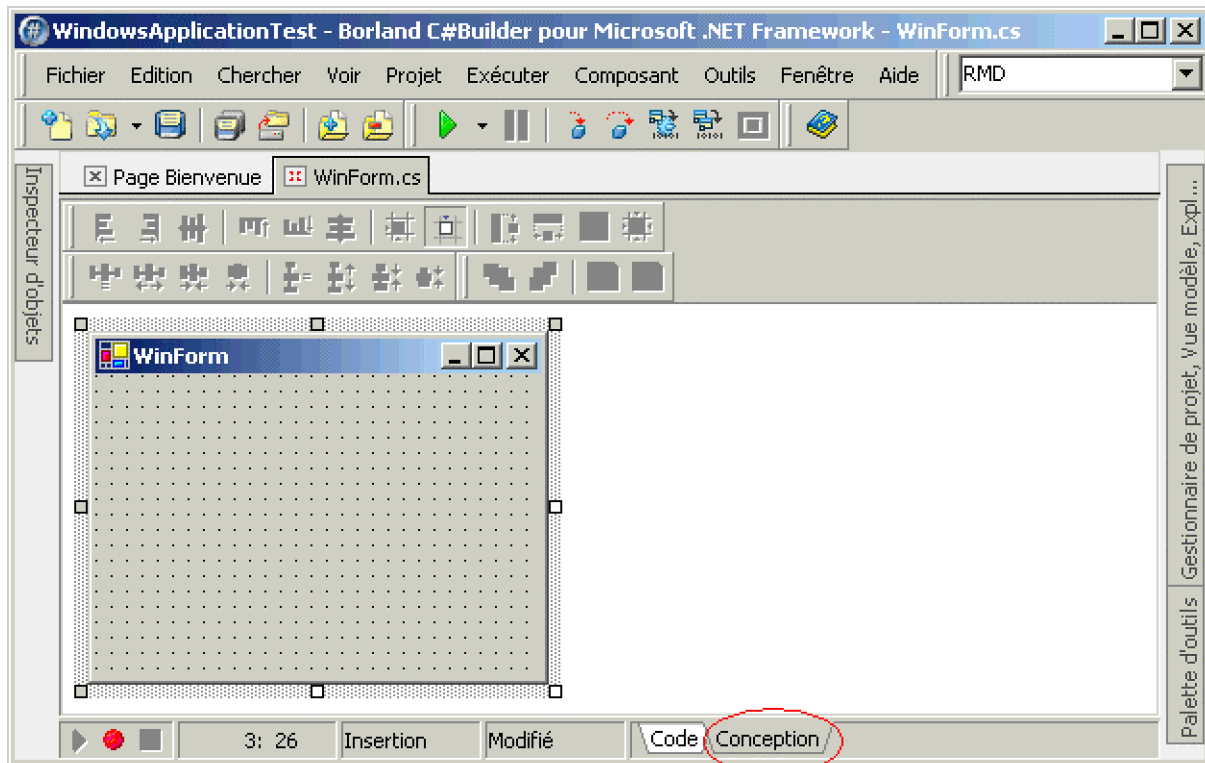 WindowsApplicationTest - Borland C#Builder pour Microsoft .NET Framework - WinForm.cs
Fichier Edition Chercher Voir Projet Exécuter Composant Outils Fenêtre Aide RMD
Page Bienvenue WinForm.cs
Inspecteur d'objets
WinForm
Gestionnaire de projet, Vue modèle, Expl...
Palette d'outils
3: 26 Insertion Modifié Code Conception